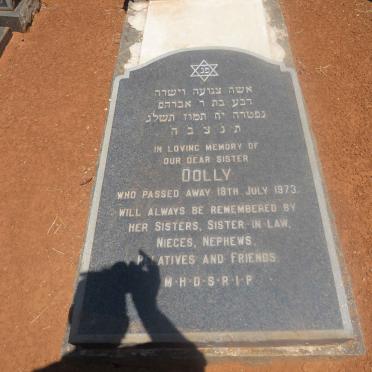 פנ
אשה צנועה וישרה
רבע בת ר אברהם
נפטרה יח תמוז תשלג
ת נ צ ב ה
IN LOVING MEMORY OF
OUR DEAR SISTER
DOLLY
WHO PASSED AWAY 18TH JULY 1973.
WILL ALWAYS BE REMEMBERED BY
HER SISTERS, SISTER-IN-LAW,
NIECES, NEPHEWS,
RELATIVES AND FRIENDS.
M·H·D·S·R·I·P